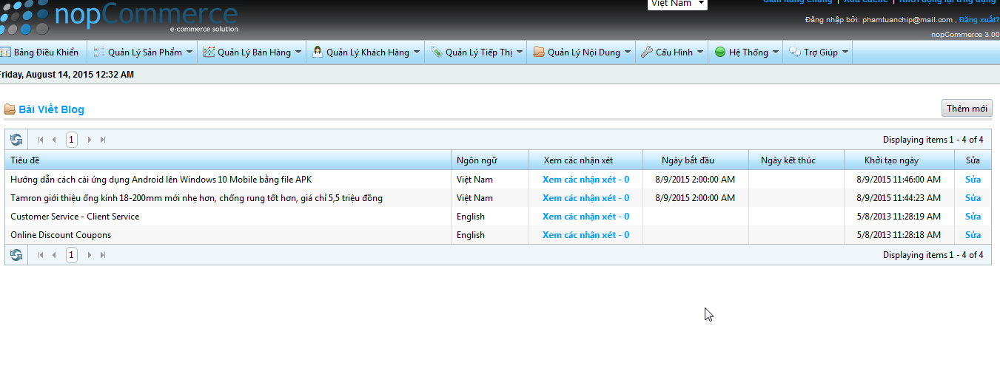 nopCommerce
e-commerce solution
Việt Nam
Đăng nhập bởi: phamtuanchip@mail.com , Đăng xuất?
nopCommerce 3.00
Bảng Điều Khiển Quản Lý Sản Phẩm Quản Lý Bán Hàng Quản Lý Khách Hàng Quản Lý Tiếp Thị Quản Lý Nội Dung Cấu Hình Hệ Thống Trợ Giúp
Friday, August 14, 2015 12:32 AM
Bài Viết Blog Thêm mới
1 Displaying items 1 - 4 of 4
Tiêu đề Ngôn ngữ Xem các nhận xét Ngày bắt đầu Ngày kết thúc Khởi tạo ngày Sửa
Hướng dẫn cách cài ứng dụng Android lên Windows 10 Mobile bằng file APK Việt Nam Xem các nhận xét - 0 8/9/2015 2:00:00 AM 8/9/2015 11:46:00 AM Sửa
Tamron giới thiệu ống kính 18-200mm mới nhẹ hơn, chống rung tốt hơn, giá chỉ 5,5 triệu đồng Việt Nam Xem các nhận xét - 0 8/9/2015 2:00:00 AM 8/9/2015 11:44:23 AM Sửa
Customer Service - Client Service English Xem các nhận xét - 0 5/8/2013 11:28:19 AM Sửa
Online Discount Coupons English Xem các nhận xét - 0 5/8/2013 11:28:18 AM Sửa
1 Displaying items 1 - 4 of 4